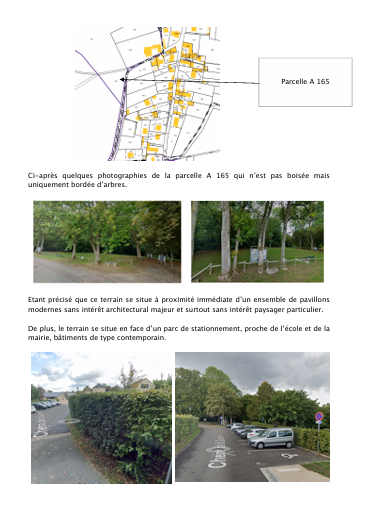 Parcelle A 165
Ci-après quelques photographies de la parcelle A 165 qui n'est pas boisée mais
uniquement bordée d'arbres.
Etant précisé que ce terrain se situe à proximité immédiate d'un ensemble de pavillons
modernes sans intérêt architectural majeur et surtout sans intérêt paysager particulier.
De plus, le terrain se situe en face d'un parc de stationnement, proche de l'école et de la
mairie, bâtiments de type contemporain.